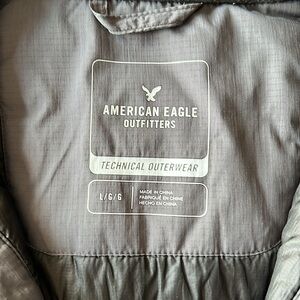 AMERICAN EAGLE
OUTFITTERS
TECHNICAL OUTERWEAR
L/G/G
MADE IN CHINA
FABRIQUÉ EN CHINE
HECHO EN CHINA